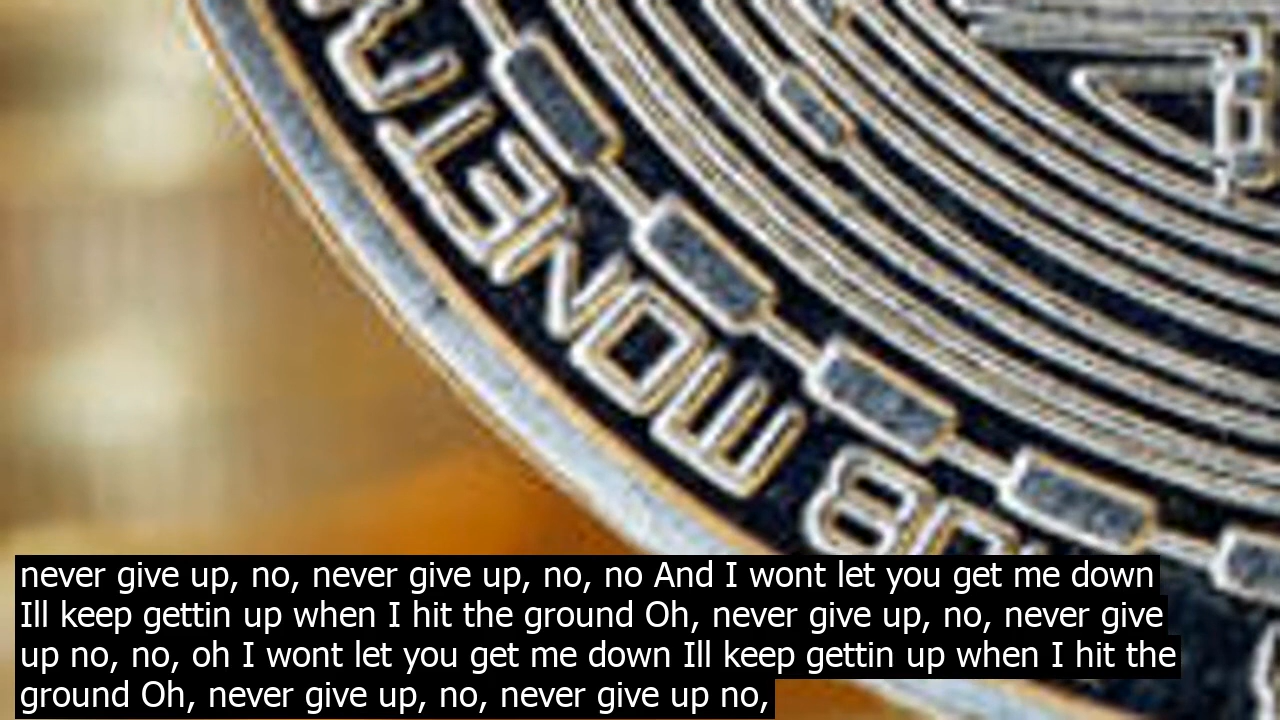 MONETA
never give up, no, never give up, no, no And I wont let you get me down
Ill keep gettin up when I hit the ground Oh, never give up, no, never give
up no, no, oh I wont let you get me down Ill keep gettin up when I hit the
ground Oh, never give up, no, never give up no,